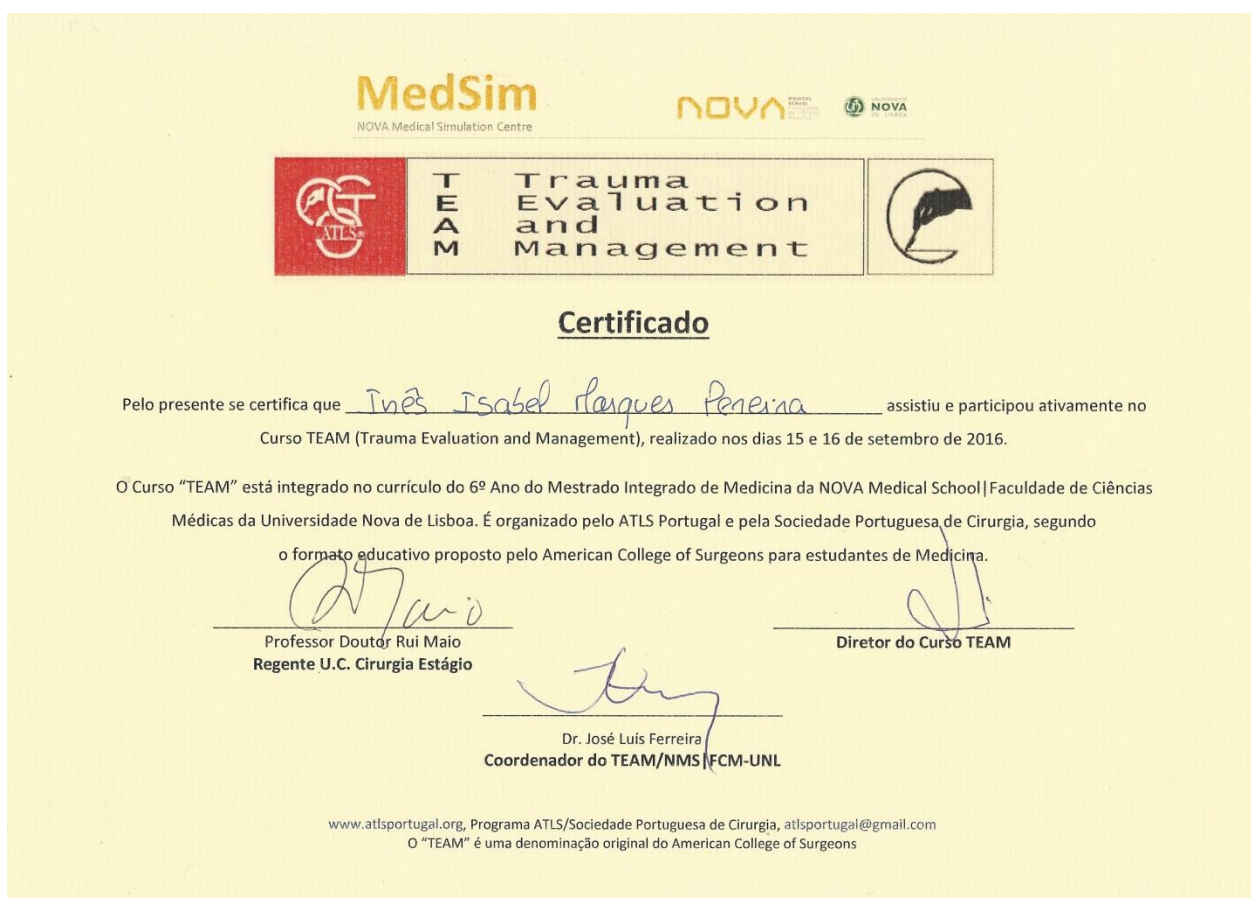 MedSim
NOVA Medical Simulation Centre
NOVA
NOVA
ATLS
TEAM
Trauma
Evaluation
and
Management
Certificado
Pelo presente se certifica que Inês Isabel Marques Pereira assistiu e participou ativamente no
Curso TEAM (Trauma Evaluation and Management), realizado nos dias 15 e 16 de setembro de 2016.
O Curso “TEAM” está integrado no currículo do 6º Ano do Mestrado Integrado de Medicina da NOVA Medical School|Faculdade de Ciências
Médicas da Universidade Nova de Lisboa. É organizado pelo ATLS Portugal e pela Sociedade Portuguesa de Cirurgia, segundo
o formato educativo proposto pelo American College of Surgeons para estudantes de Medicina.
Professor Doutor Rui Maio
Regente U.C. Cirurgia Estágio
Diretor do Curso TEAM
Dr. José Luís Ferreira
Coordenador do TEAM/NMS|FCM-UNL
www.atlsportugal.org, Programa ATLS/Sociedade Portuguesa de Cirurgia, atlsportugal@gmail.com
O “TEAM” é uma denominação original do American College of Surgeons